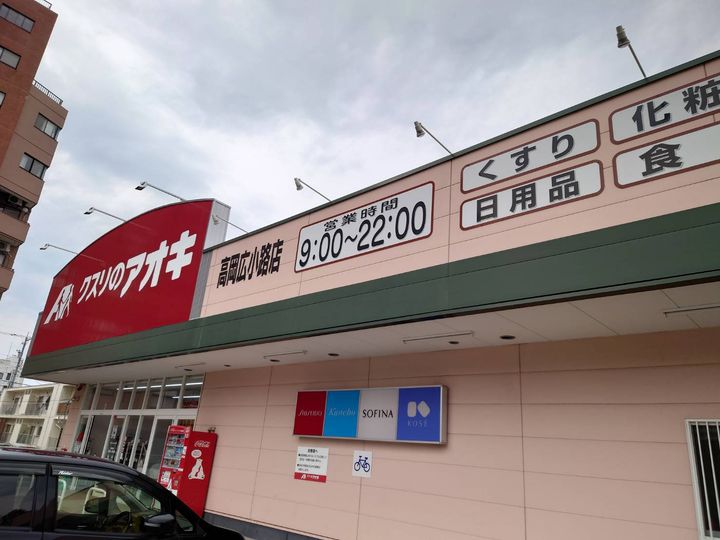 クスリのアオキ
高岡広小路店
営業時間
9:00～22:00
くすり
化粧
日用品
食
SHISEIDO
Kanebo
SOFINA
KOSÉ
Coca-Cola